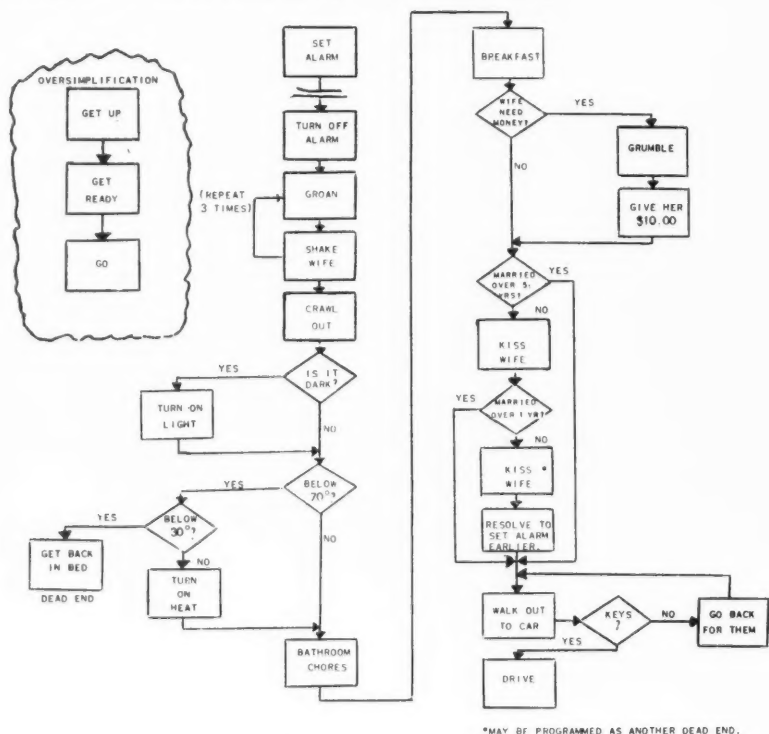 OVERSIMPLIFICATION
GET UP
GET
READY
GO
SET
ALARM
TURN OFF
ALARM
(REPEAT
3 TIMES)
GROAN
SHAKE
WIFE
CRAWL
OUT
IS IT
DARK?
YES
TURN ON
LIGHT
NO
BELOW
70°?
YES
BELOW
30°?
YES
GET BACK
IN BED
DEAD END
NO
TURN
ON
HEAT
NO
BATHROOM
CHORES
BREAKFAST
WIFE
NEED
MONEY?
YES
GRUMBLE
GIVE HER
$10.00
NO
MARRIED
OVER 5
YRS?
YES
NO
KISS
WIFE
MARRIED
OVER 1 YR?
YES
NO
KISS *
WIFE
RESOLVE TO
SET ALARM
EARLIER.
WALK OUT
TO CAR
KEYS
?
NO
GO BACK
FOR THEM
YES
DRIVE
*MAY BE PROGRAMMED AS ANOTHER DEAD END.